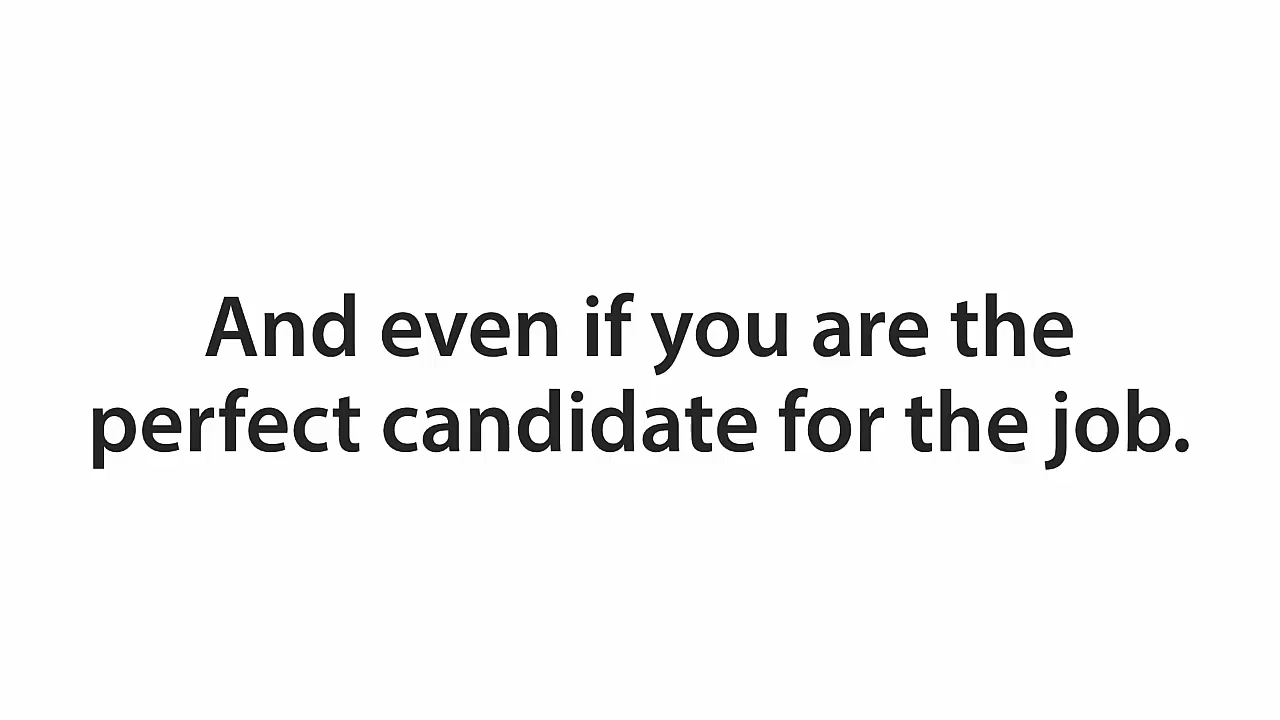 And even if you are the
perfect candidate for the job.